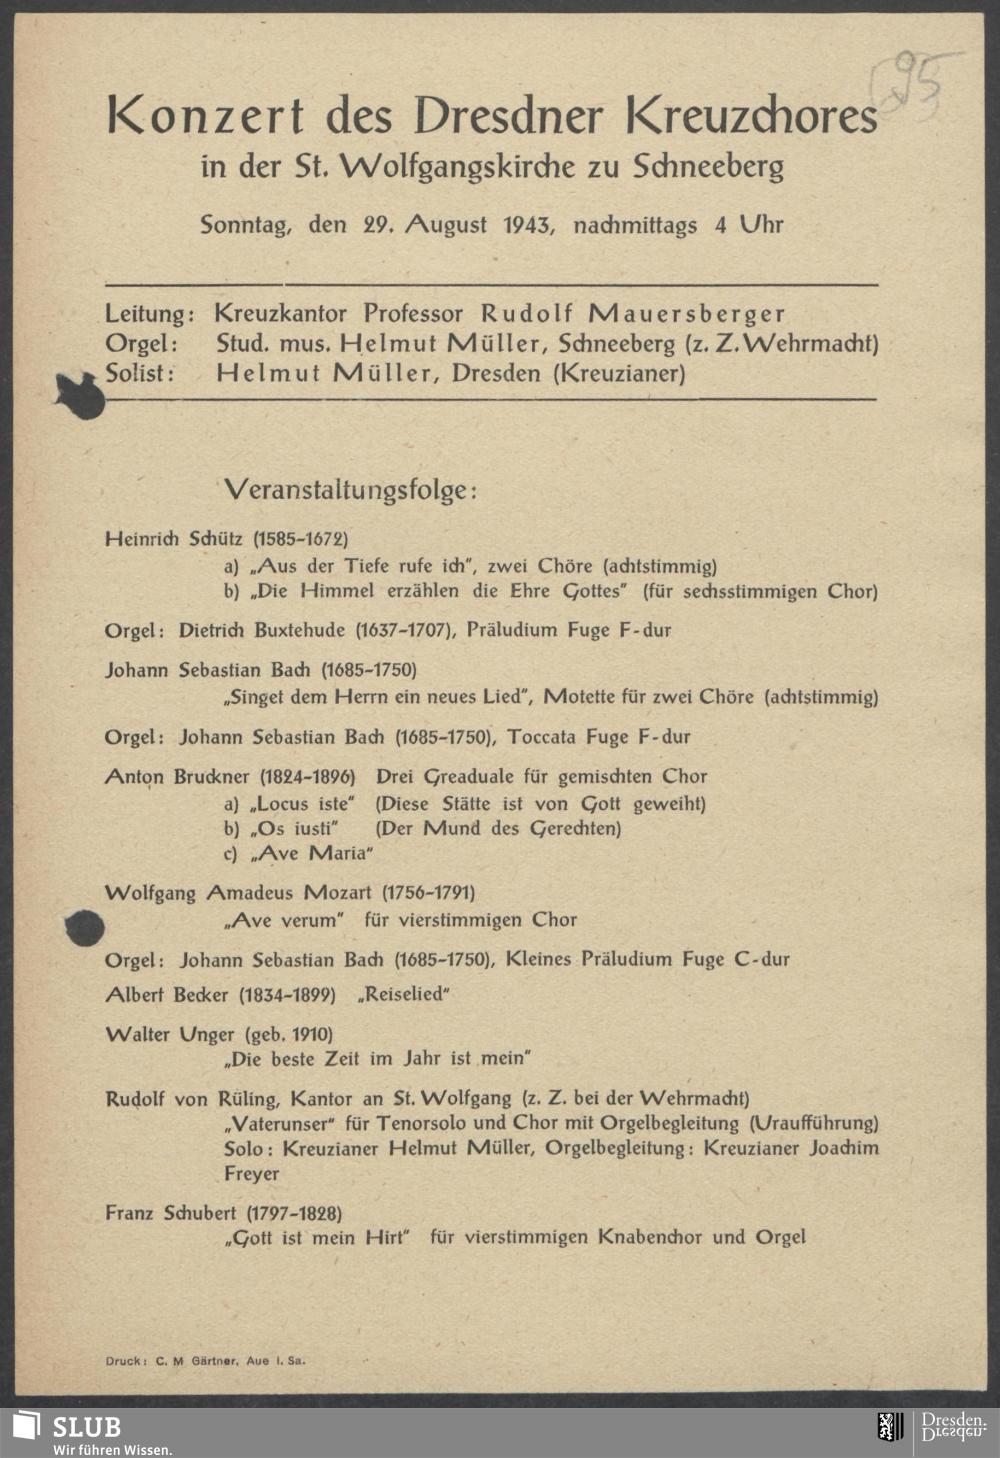 95
Konzert des Dresdner Kreuzchores
in der St. Wolfgangskirche zu Schneeberg
Sonntag, den 29. August 1943, nachmittags 4 Uhr
Leitung: Kreuzkantor Professor Rudolf Mauersberger
Orgel: Stud. mus. Helmut Müller, Schneeberg (z. Z. Wehrmacht)
Solist: Helmut Müller, Dresden (Kreuzianer)
Veranstaltungsfolge:
Heinrich Schütz (1585-1672)
a) „Aus der Tiefe rufe ich", zwei Chöre (achtstimmig)
b) „Die Himmel erzählen die Ehre Gottes" (für sechsstimmigen Chor)
Orgel: Dietrich Buxtehude (1637-1707), Präludium Fuge F-dur
Johann Sebastian Bach (1685-1750)
„Singet dem Herrn ein neues Lied", Motette für zwei Chöre (achtstimmig)
Orgel: Johann Sebastian Bach (1685-1750), Toccata Fuge F-dur
Anton Bruckner (1824-1896) Drei Greaduale für gemischten Chor
a) „Locus iste" (Diese Stätte ist von Gott geweiht)
b) „Os iusti" (Der Mund des Gerechten)
c) „Ave Maria"
Wolfgang Amadeus Mozart (1756-1791)
„Ave verum" für vierstimmigen Chor
Orgel: Johann Sebastian Bach (1685-1750), Kleines Präludium Fuge C-dur
Albert Becker (1834-1899) „Reiselied"
Walter Unger (geb. 1910)
„Die beste Zeit im Jahr ist mein"
Rudolf von Rüling, Kantor an St. Wolfgang (z. Z. bei der Wehrmacht)
„Vaterunser" für Tenorsolo und Chor mit Orgelbegleitung (Uraufführung)
Solo: Kreuzianer Helmut Müller, Orgelbegleitung: Kreuzianer Joachim
Freyer
Franz Schubert (1797-1828)
„Gott ist mein Hirt" für vierstimmigen Knabenchor und Orgel
Druck: C. M Gärtner, Aue i. Sa.
SLUB
Wir führen Wissen.
Dresden.
Dresden.